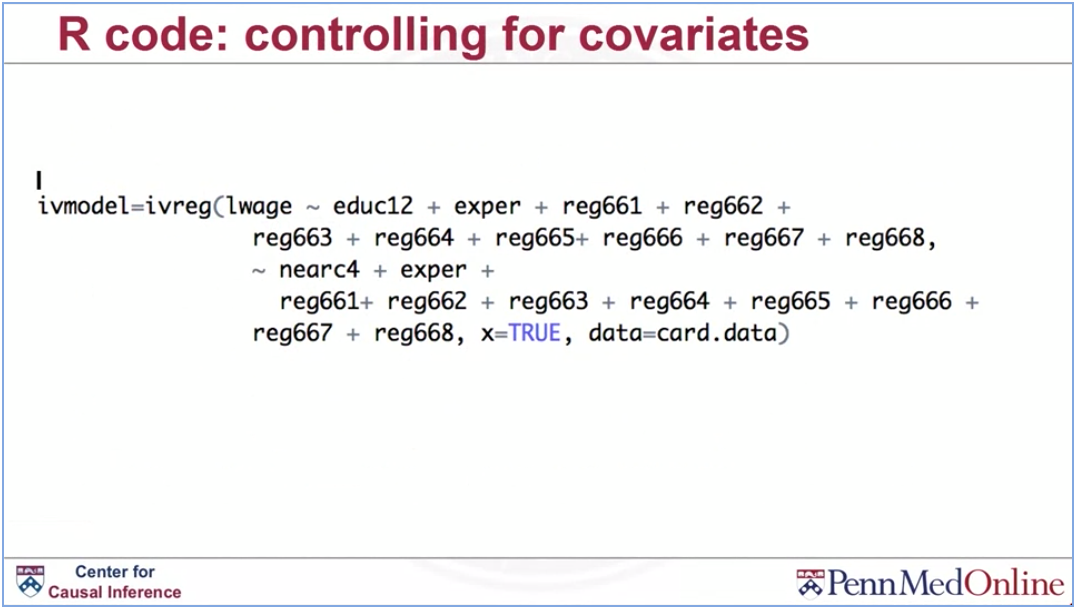 R code: controlling for covariates
ivmodel=ivreg(lwage ~ educ12 + exper + reg661 + reg662 +
reg663 + reg664 + reg665+ reg666 + reg667 + reg668,
~ nearc4 + exper +
reg661+ reg662 + reg663 + reg664 + reg665 + reg666 +
reg667 + reg668, x=TRUE, data=card.data)
Center for
Causal Inference
PennMedOnline